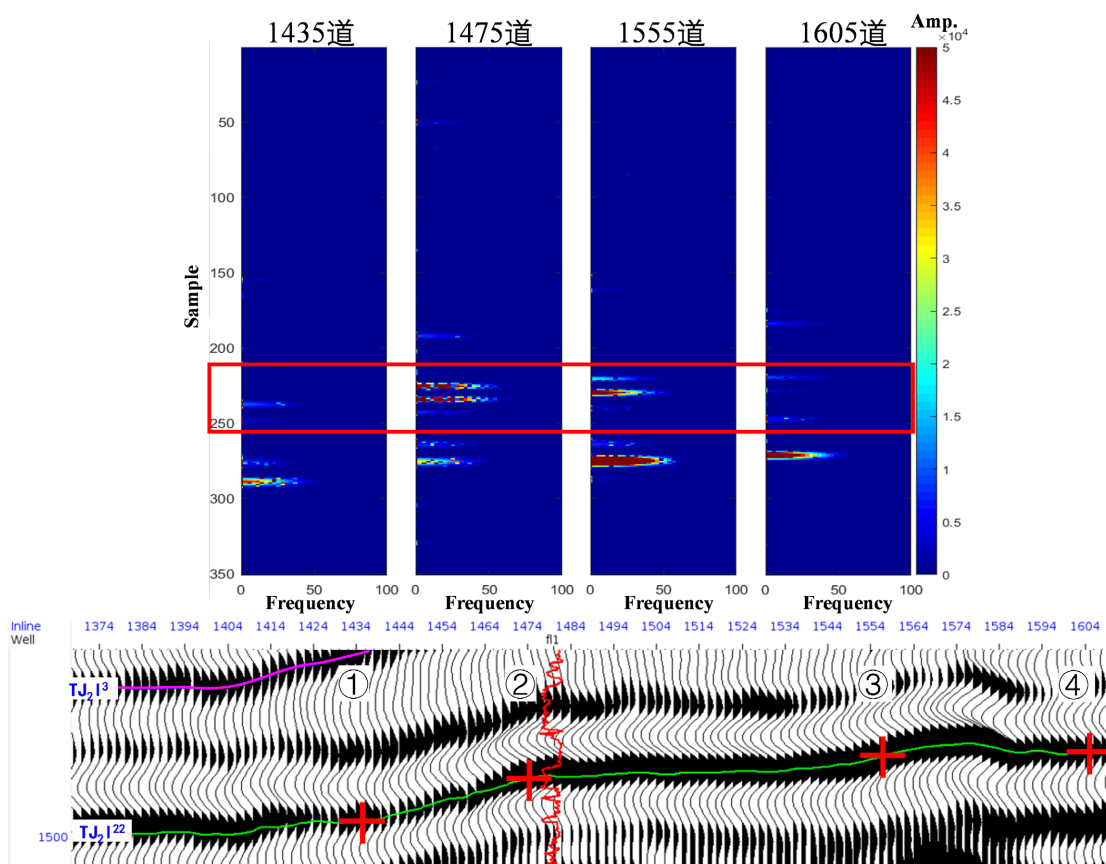 1435道 1475道 1555道 1605道 Amp.
×10⁴
Sample
50
100
150
200
250
300
350
5
4.5
4
3.5
3
2.5
2
1.5
1
0.5
0
0 50 100 0 50 100 0 50 100 0 50 100
Frequency Frequency Frequency Frequency
Inline 1374 1384 1394 1404 1414 1424 1434 1444 1454 1464 1474 1484 1494 1504 1514 1524 1534 1544 1554 1564 1574 1584 1594 1604
Well fl1
TJ₂l³ ① ② ③ ④
1500 TJ₂l²²